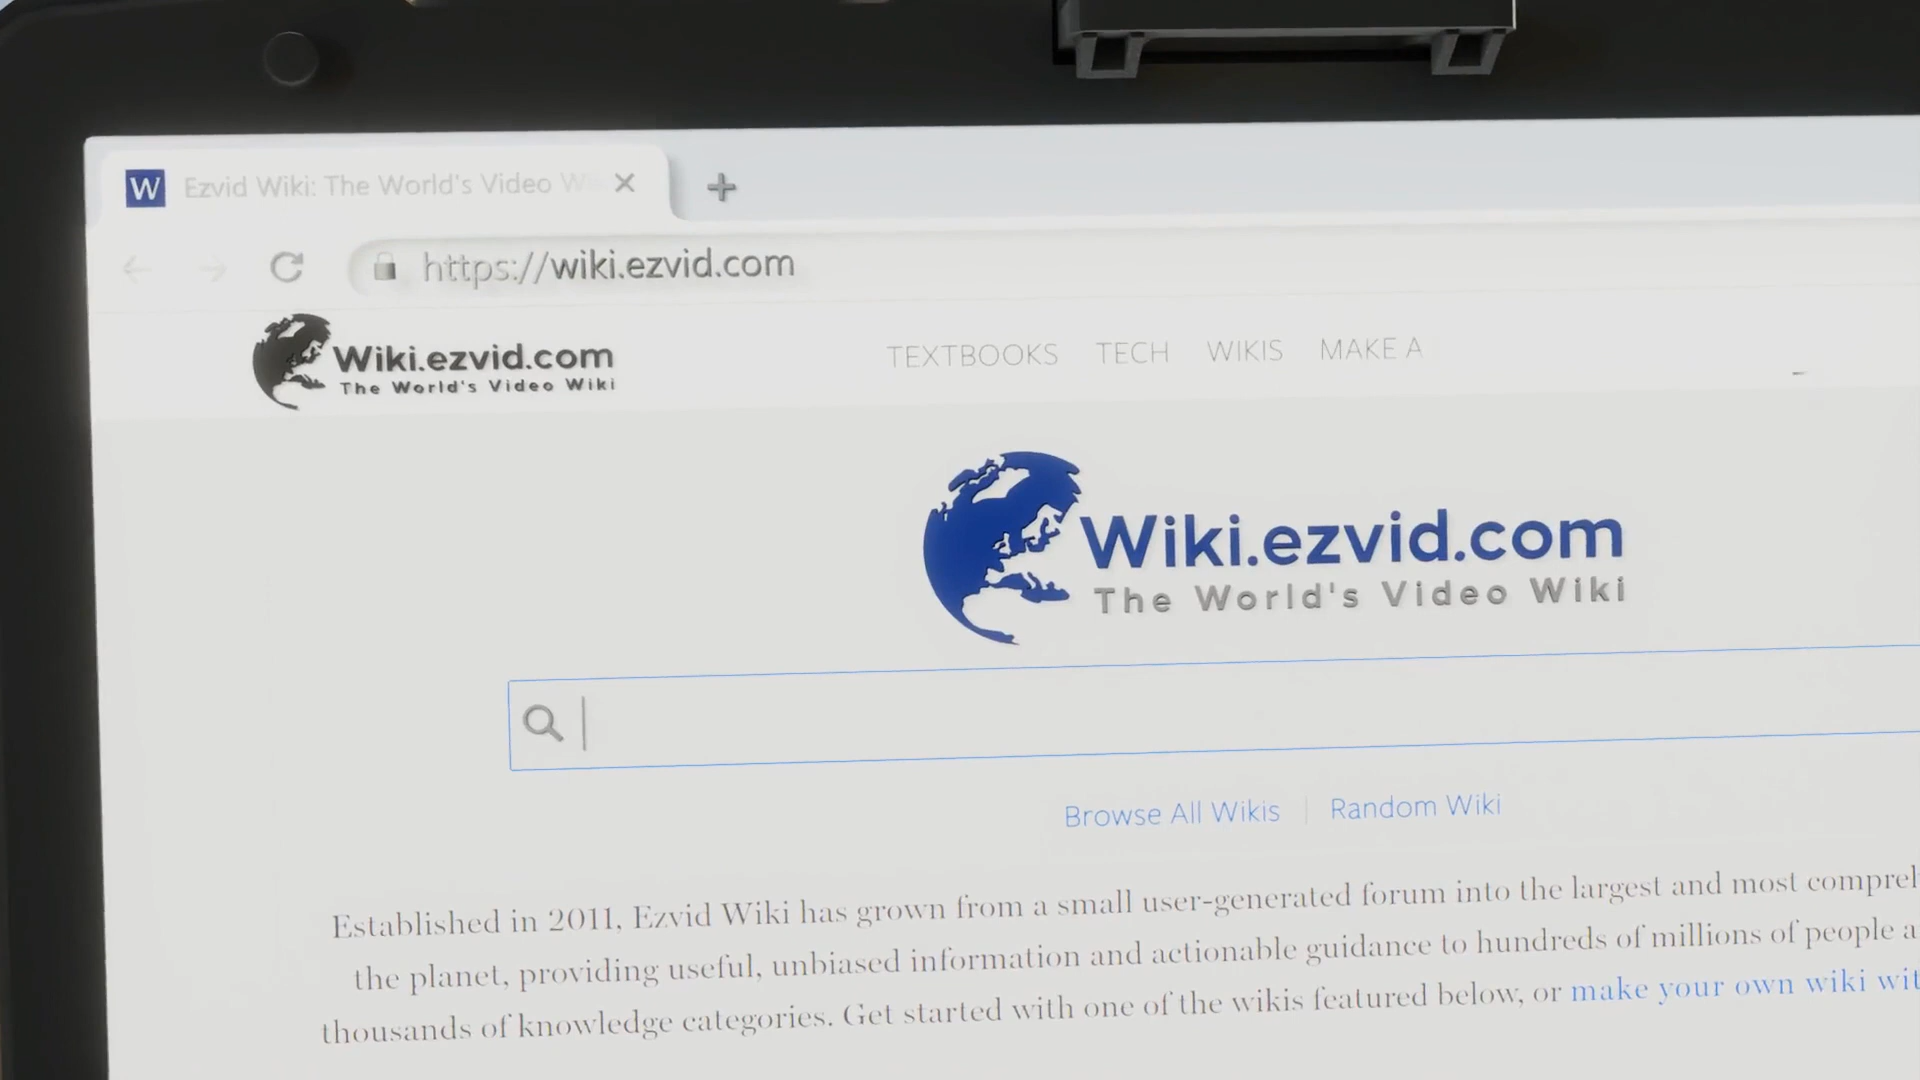 W Ezvid Wiki: The World's Video
https://wiki.ezvid.com
Wiki.ezvid.com
The World's Video Wiki
TEXTBOOKS TECH WIKIS MAKE A
Wiki.ezvid.com
The World's Video Wiki
Browse All Wikis | Random Wiki
Established in 2011, Ezvid Wiki has grown from a small user-generated forum into the largest and most
the planet, providing useful, unbiased information and actionable guidance to hundreds of millions of people
thousands of knowledge categories. Get started with one of the wikis featured below, or make your own wiki